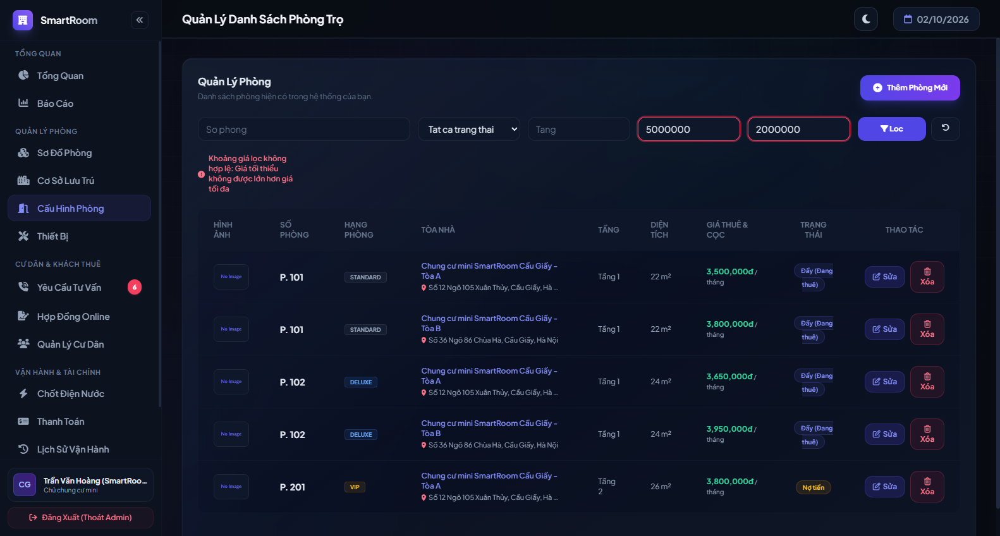 SmartRoom
Quản Lý Danh Sách Phòng Trọ
02/10/2026
TỔNG QUAN
Tổng Quan
Báo Cáo
QUẢN LÝ PHÒNG
Sơ Đồ Phòng
Cơ Sở Lưu Trú
Cấu Hình Phòng
Thiết Bị
CƯ DÂN & KHÁCH THUÊ
Yêu Cầu Tư Vấn
6
Hợp Đồng Online
Quản Lý Cư Dân
VẬN HÀNH & TÀI CHÍNH
Chốt Điện Nước
Thanh Toán
Lịch Sử Vận Hành
CG
Trần Văn Hoàng (SmartRoo...
Chủ chung cư mini
Đăng Xuất (Thoát Admin)
Quản Lý Phòng
Danh sách phòng hiện có trong hệ thống của bạn.
Thêm Phòng Mới
So phong
Tat ca trang thai
Tang
5000000
2000000
Loc
Khoảng giá lọc không
hợp lệ: Giá tối thiểu
không được lớn hơn giá
tối đa
HÌNH
ẢNH
SỐ
PHÒNG
HẠNG
PHÒNG
TÒA NHÀ
TẦNG
DIỆN
TÍCH
GIÁ THUÊ &
CỌC
TRẠNG
THÁI
THAO TÁC
No Image
P. 101
STANDARD
Chung cư mini SmartRoom Cầu Giấy -
Tòa A
Số 12 Ngõ 105 Xuân Thủy, Cầu Giấy, Hà ...
Tầng 1
22 m²
3,500,000đ/
tháng
Đầy (Đang
thuê)
Sửa
Xóa
No Image
P. 101
STANDARD
Chung cư mini SmartRoom Cầu Giấy -
Tòa B
Số 36 Ngõ 86 Chùa Hà, Cầu Giấy, Hà Nội
Tầng 1
22 m²
3,800,000đ/
tháng
Đầy (Đang
thuê)
Sửa
Xóa
No Image
P. 102
DELUXE
Chung cư mini SmartRoom Cầu Giấy -
Tòa A
Số 12 Ngõ 105 Xuân Thủy, Cầu Giấy, Hà ...
Tầng 1
24 m²
3,650,000đ/
tháng
Đầy (Đang
thuê)
Sửa
Xóa
No Image
P. 102
DELUXE
Chung cư mini SmartRoom Cầu Giấy -
Tòa B
Số 36 Ngõ 86 Chùa Hà, Cầu Giấy, Hà Nội
Tầng 1
24 m²
3,950,000đ/
tháng
Đầy (Đang
thuê)
Sửa
Xóa
No Image
P. 201
VIP
Chung cư mini SmartRoom Cầu Giấy -
Tòa A
Số 12 Ngõ 105 Xuân Thủy, Cầu Giấy, Hà ...
Tầng
2
26 m²
3,800,000đ/
tháng
Nợ tiền
Sửa
Xóa